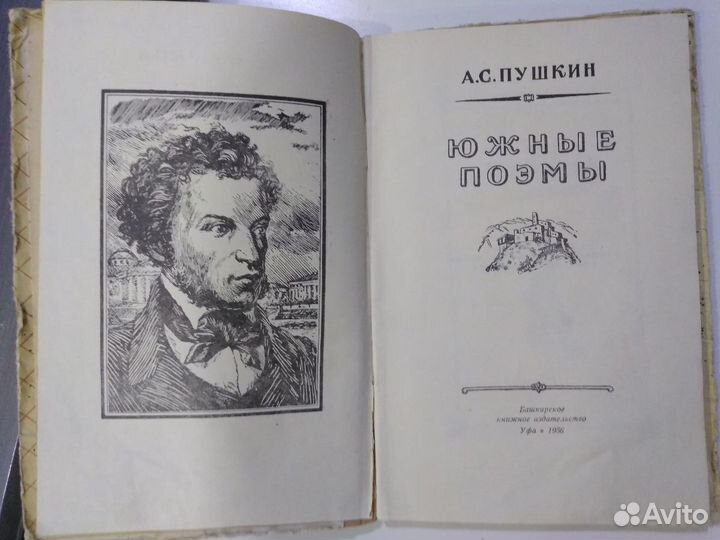 А.С.ПУШКИН
ЮЖНЫЕ
ПОЭМЫ
Башкирское
книжное издательство
Уфа • 1956
Avito